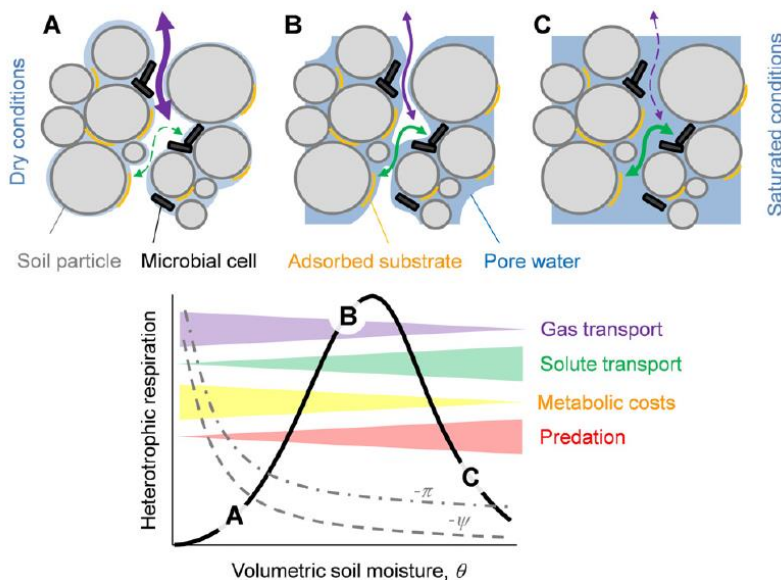 A
B
C
Dry conditions
Saturated conditions
Soil particle
Microbial cell
Adsorbed substrate
Pore water
Heterotrophic respiration
B
Gas transport
Solute transport
Metabolic costs
Predation
C
A
-π
-ψ
Volumetric soil moisture, θ